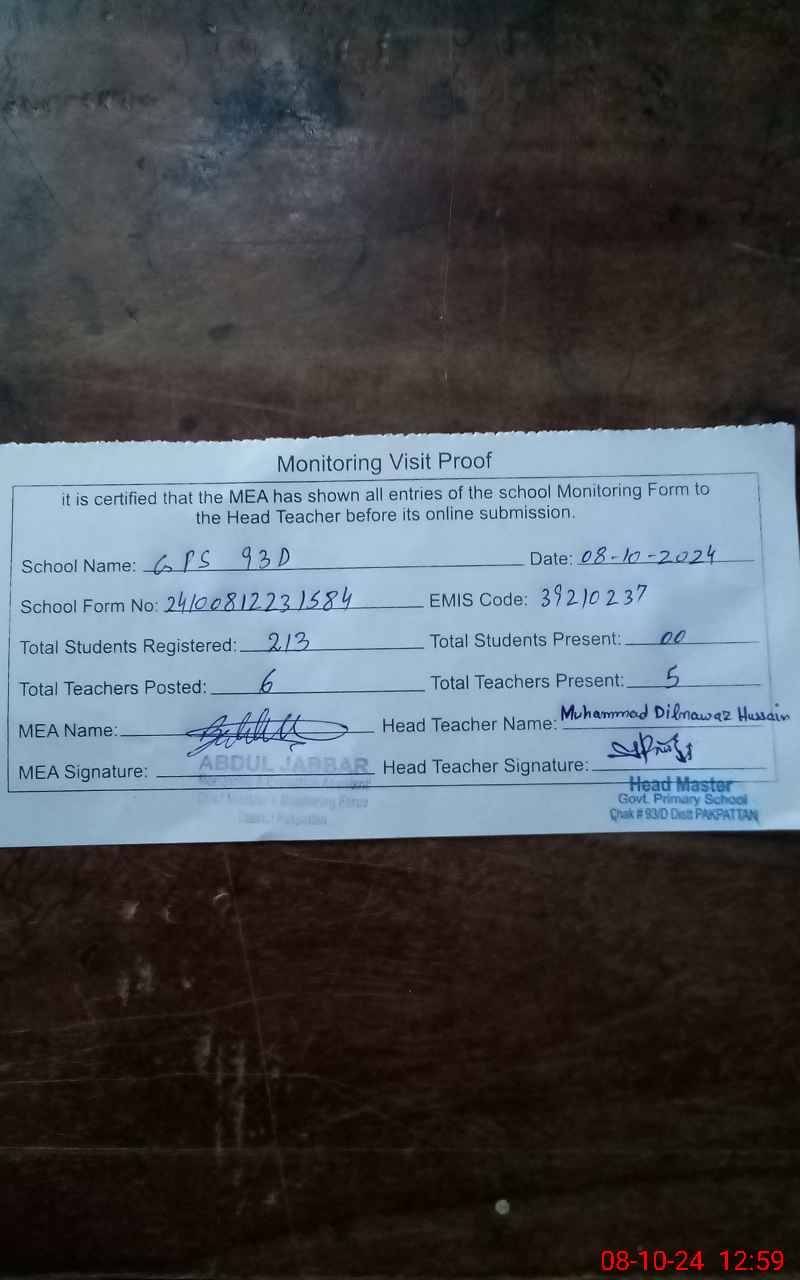 Monitoring Visit Proof
it is certified that the MEA has shown all entries of the school Monitoring Form to
the Head Teacher before its online submission.
School Name: GPS 93D Date: 08-10-2024
School Form No: 24100812231584 EMIS Code: 39210237
Total Students Registered: 213 Total Students Present: 00
Total Teachers Posted: 6 Total Teachers Present: 5
MEA Name: Head Teacher Name: Muhammad Dilnawaz Hussain
MEA Signature: Head Teacher Signature:
ABDUL JABBAR
Monitoring Force
Head Master
Govt. Primary School
Chak # 93/D Distt PAKPATTAN
08-10-24 12:59